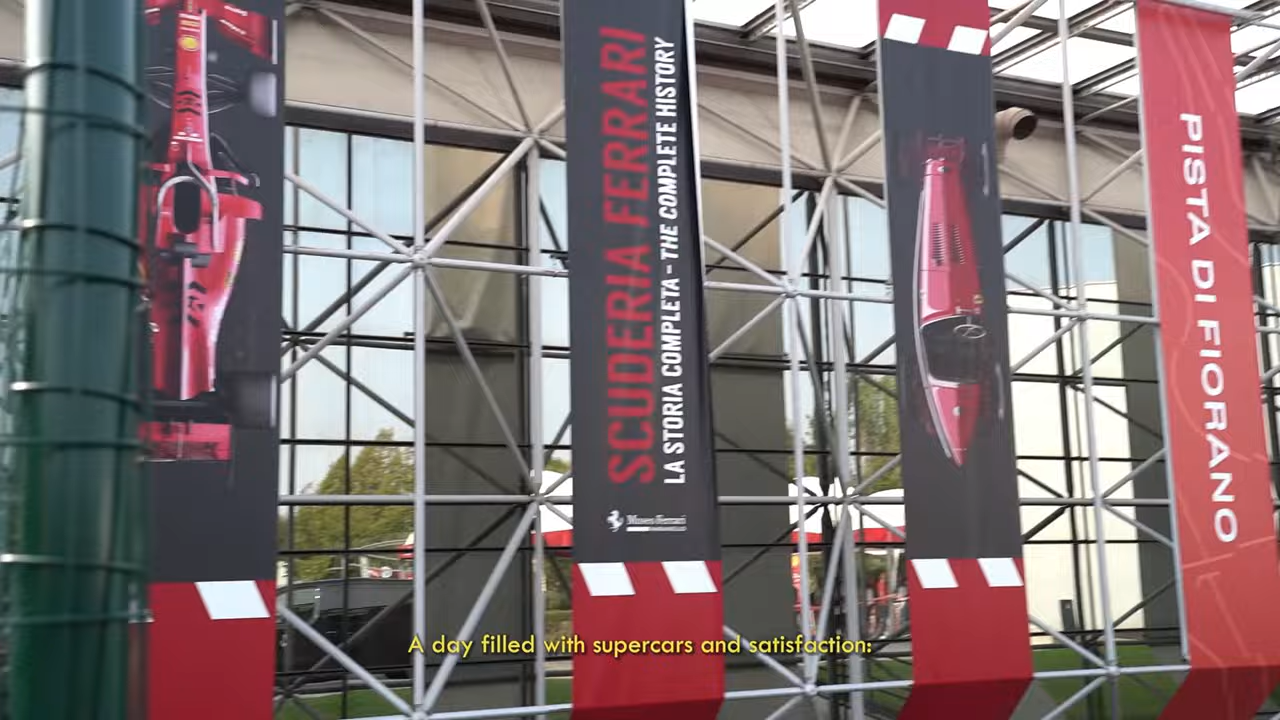 SCUDERIA FERRARI
LA STORIA COMPLETA - THE COMPLETE HISTORY
Museo Ferrari
PISTA DI FIORANO
A day filled with supercars and satisfaction: